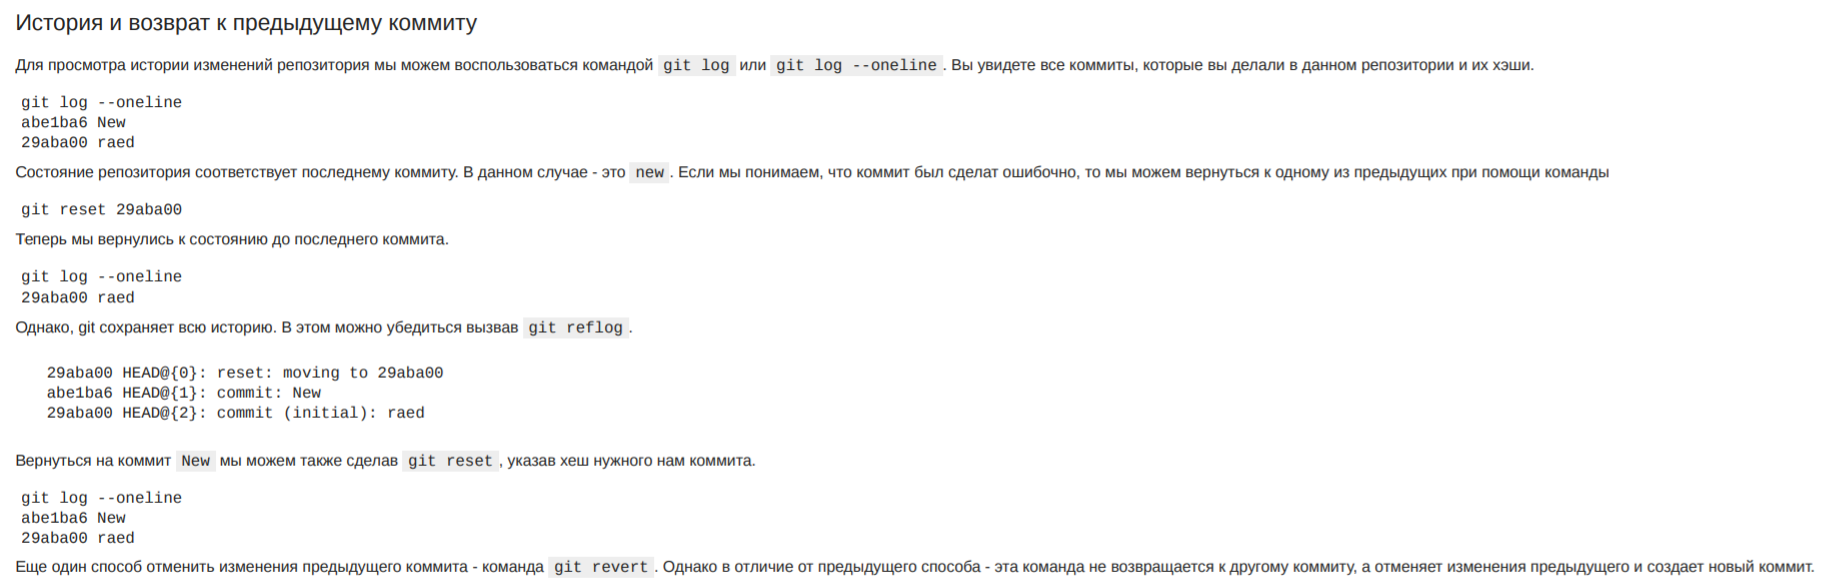 История и возврат к предыдущему коммиту
Для просмотра истории изменений репозитория мы можем воспользоваться командой git log или git log --oneline . Вы увидете все коммиты, которые вы делали в данном репозитории и их хэши.
git log --oneline
abe1ba6 New
29aba00 raed
Состояние репозитория соответствует последнему коммиту. В данном случае - это new . Если мы понимаем, что коммит был сделат ошибочно, то мы можем вернуться к одному из предыдущих при помощи команды
git reset 29aba00
Теперь мы вернулись к состоянию до последнего коммита.
git log --oneline
29aba00 raed
Однако, git сохраняет всю историю. В этом можно убедиться вызвав git reflog .
29aba00 HEAD@{0}: reset: moving to 29aba00
abe1ba6 HEAD@{1}: commit: New
29aba00 HEAD@{2}: commit (initial): raed
Вернуться на коммит New мы можем также сделав git reset , указав хеш нужного нам коммита.
git log --oneline
abe1ba6 New
29aba00 raed
Еще один способ отменить изменения предыдущего коммита - команда git revert . Однако в отличие от предыдущего способа - эта команда не возвращается к другому коммиту, а отменяет изменения предыдущего и создает новый коммит.